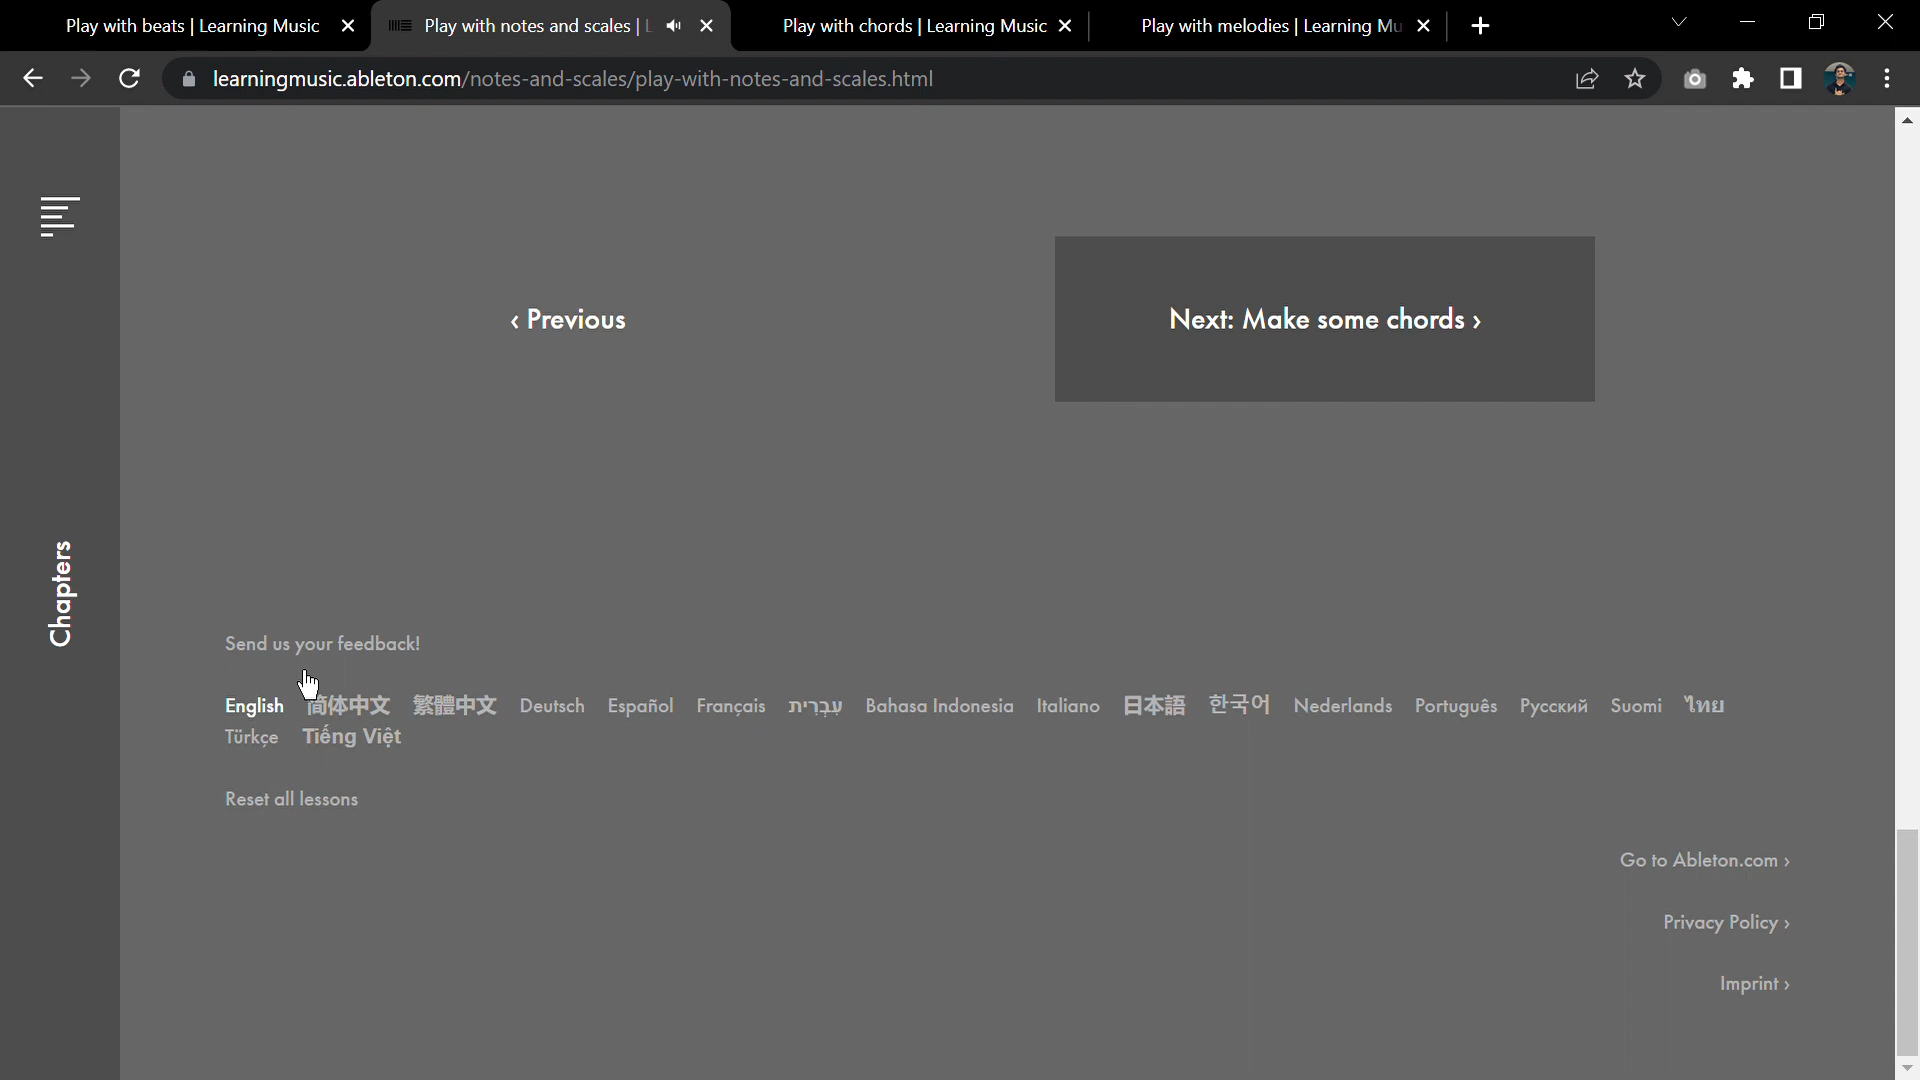 Play with beats | Learning Music
Play with notes and scales | L
Play with chords | Learning Music
Play with melodies | Learning Mu
learningmusic.ableton.com/notes-and-scales/play-with-notes-and-scales.html
Chapters
‹ Previous
Next: Make some chords ›
Send us your feedback!
English 简体中文 繁體中文 Deutsch Español Français עִבְרִית Bahasa Indonesia Italiano 日本語 한국어 Nederlands Português Русский Suomi ไทย
Türkçe Tiếng Việt
Reset all lessons
Go to Ableton.com ›
Privacy Policy ›
Imprint ›